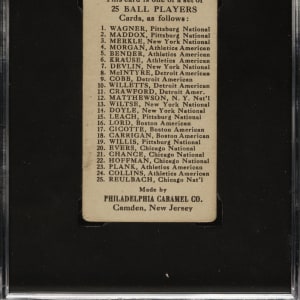 This card is one of a set of
25 BALL PLAYERS
Cards, as follows:
1. WAGNER, Pittsburg National
2. MADDOX, Pittsburg National
3. MERKLE, New York National
4. MORGAN, Athletics American
5. BENDER, Athletics American
6. KRAUSE, Athletics American
7. DEVLIN, New York National
8. McINTYRE, Detroit American
9. COBB, Detroit American
10. WILLETTS, Detroit American
11. CRAWFORD, Detroit Amer.
12. MATTHEWSON, N. Y. Nat'l
13. WILTSE, New York National
14. DOYLE, New York National
15. LEACH, Pittsburg National
16. LORD, Boston American
17. CICOTTE, Boston American
18. CARRIGAN, Boston American
19. WILLIS, Pittsburg National
20. EVERS, Chicago National
21. CHANCE, Chicago National
22. HOFFMAN, Chicago National
23. PLANK, Athletics American
24. COLLINS, Athletics American
25. REULBACH, Chicago Nat'l
Made by
PHILADELPHIA CARAMEL CO.
Camden, New Jersey